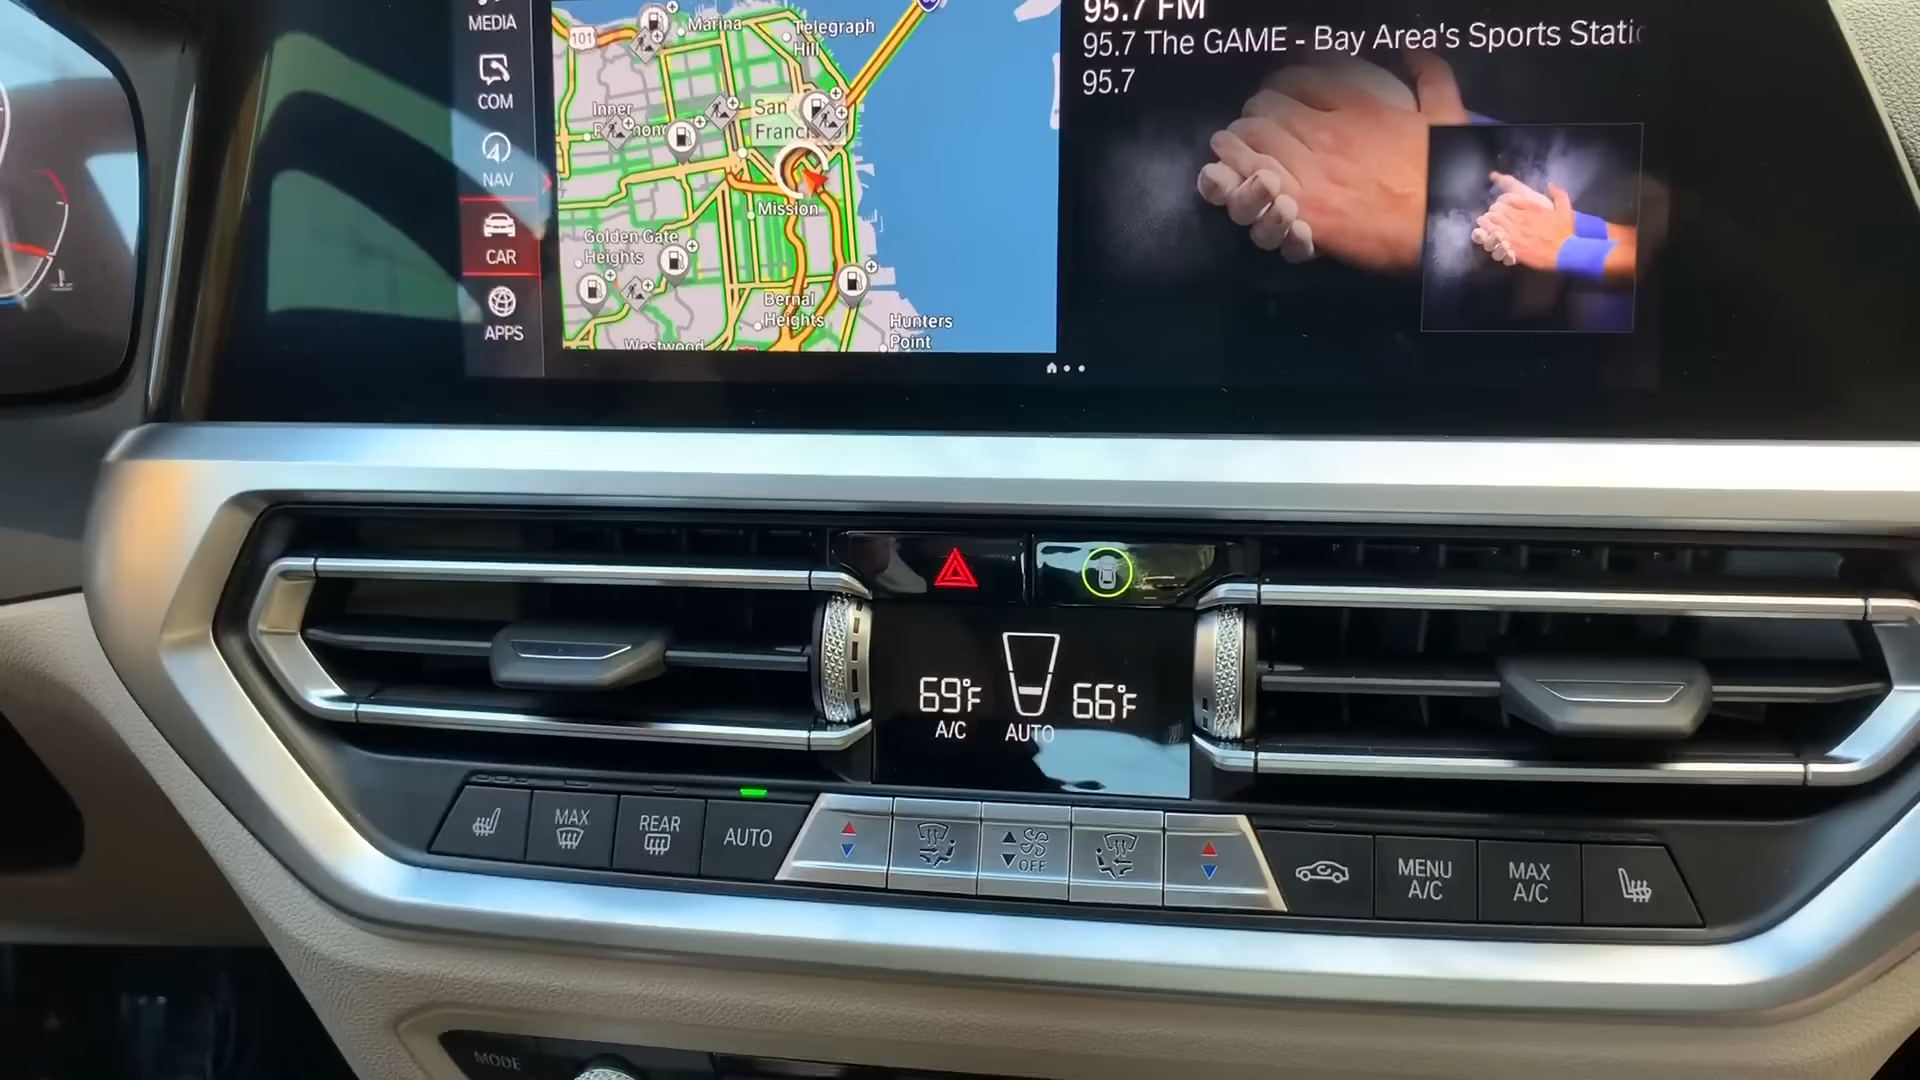 MEDIA
COM
NAV
CAR
APPS
101
Marina
Telegraph
Hill
Inner
San
Mission
Golden Gate
Heights
Bernal
Heights
Hunters
Point
Westwood
95.7 FM
95.7 The GAME - Bay Area's Sports Static
95.7
69°F
A/C
AUTO
66°F
MAX
REAR
AUTO
OFF
MENU
A/C
MAX
A/C
MODE